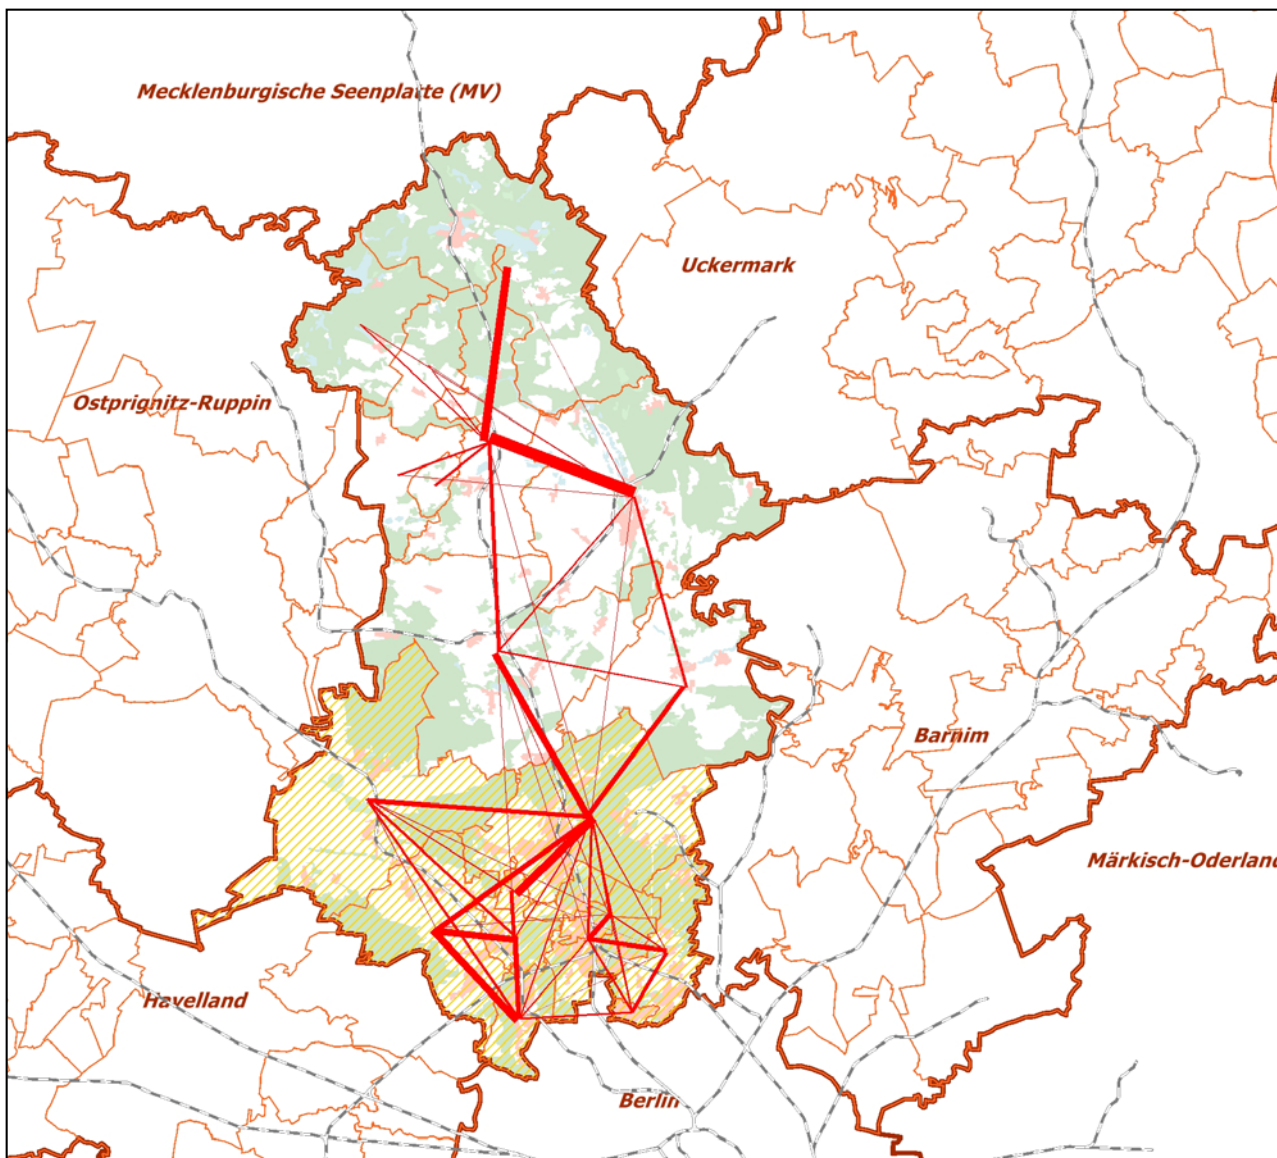 Mecklenburgische Seenplatte (MV)
Uckermark
Ostprignitz-Ruppin
Barnim
Märkisch-Oderland
Havelland
Berlin